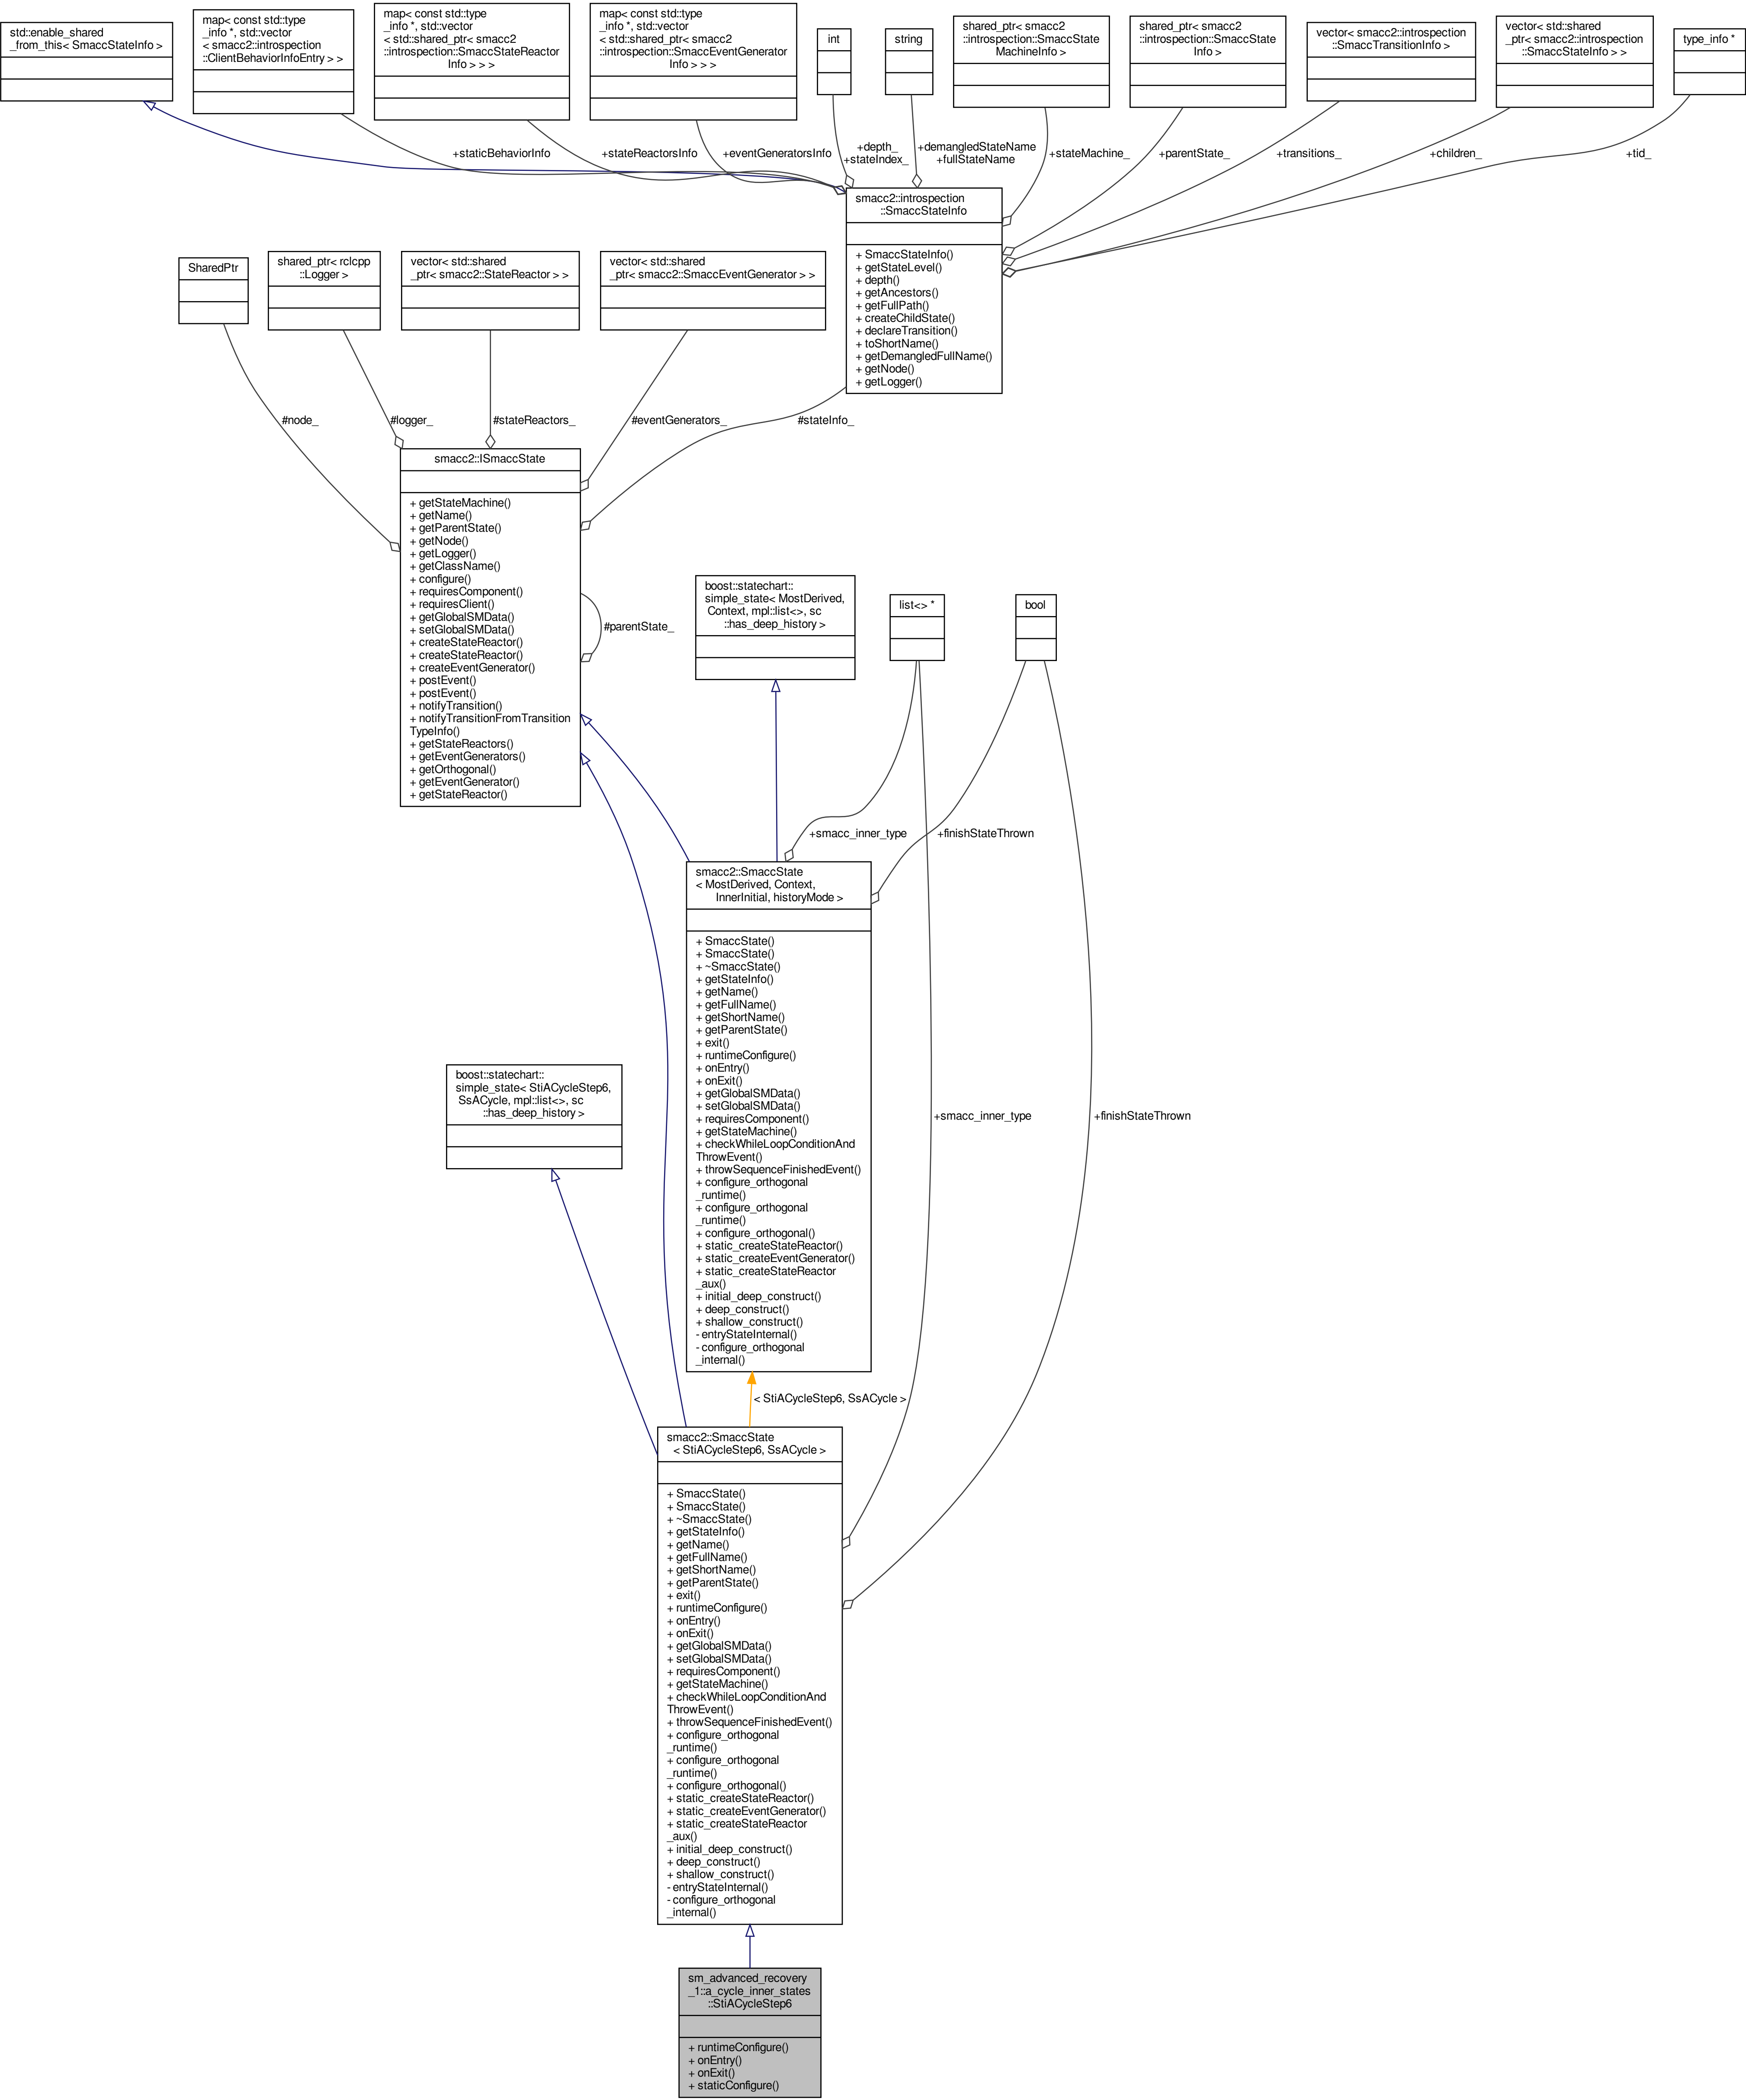 std::enable_shared
_from_this< SmaccStateInfo >
map< const std::type
_info *, std::vector
< smacc2::introspection
::ClientBehaviorInfoEntry > >
map< const std::type
_info *, std::vector
< std::shared_ptr< smacc2
::introspection::SmaccStateReactor
Info > > >
map< const std::type
_info *, std::vector
< std::shared_ptr< smacc2
::introspection::SmaccEventGenerator
Info > > >
int
string
shared_ptr< smacc2
::introspection::SmaccState
MachineInfo >
shared_ptr< smacc2
::introspection::SmaccState
Info >
vector< smacc2::introspection
::SmaccTransitionInfo >
vector< std::shared
_ptr< smacc2::introspection
::SmaccStateInfo > >
type_info *
+staticBehaviorInfo
+stateReactorsInfo
+eventGeneratorsInfo
+depth_
+stateIndex_
+demangledStateName
+fullStateName
+stateMachine_
+parentState_
+transitions_
+children_
+tid_
smacc2::introspection
::SmaccStateInfo
+ SmaccStateInfo()
+ getStateLevel()
+ depth()
+ getAncestors()
+ getFullPath()
+ createChildState()
+ declareTransition()
+ toShortName()
+ getDemangledFullName()
+ getNode()
+ getLogger()
SharedPtr
shared_ptr< rclcpp
::Logger >
vector< std::shared
_ptr< smacc2::StateReactor > >
vector< std::shared
_ptr< smacc2::SmaccEventGenerator > >
#node_
#logger_
#stateReactors_
#eventGenerators_
#stateInfo_
smacc2::ISmaccState
+ getStateMachine()
+ getName()
+ getParentState()
+ getNode()
+ getLogger()
+ getClassName()
+ configure()
+ requiresComponent()
+ requiresClient()
+ getGlobalSMData()
+ setGlobalSMData()
+ createStateReactor()
+ createStateReactor()
+ createEventGenerator()
+ postEvent()
+ postEvent()
+ notifyTransition()
+ notifyTransitionFromTransition
TypeInfo()
+ getStateReactors()
+ getEventGenerators()
+ getOrthogonal()
+ getEventGenerator()
+ getStateReactor()
#parentState_
boost::statechart::
simple_state< MostDerived,
Context, mpl::list<>, sc
::has_deep_history >
list<> *
bool
+smacc_inner_type
+finishStateThrown
smacc2::SmaccState
< MostDerived, Context,
InnerInitial, historyMode >
+ SmaccState()
+ SmaccState()
+ ~SmaccState()
+ getStateInfo()
+ getName()
+ getFullName()
+ getShortName()
+ getParentState()
+ exit()
+ runtimeConfigure()
+ onEntry()
+ onExit()
+ getGlobalSMData()
+ setGlobalSMData()
+ requiresComponent()
+ getStateMachine()
+ checkWhileLoopConditionAnd
ThrowEvent()
+ throwSequenceFinishedEvent()
+ configure_orthogonal
_runtime()
+ configure_orthogonal
_runtime()
+ configure_orthogonal()
+ static_createStateReactor()
+ static_createEventGenerator()
+ static_createStateReactor
_aux()
+ initial_deep_construct()
+ deep_construct()
+ shallow_construct()
- entryStateInternal()
- configure_orthogonal
_internal()
boost::statechart::
simple_state< StiACycleStep6,
SsACycle, mpl::list<>, sc
::has_deep_history >
+smacc_inner_type
+finishStateThrown
< StiACycleStep6, SsACycle >
smacc2::SmaccState
< StiACycleStep6, SsACycle >
+ SmaccState()
+ SmaccState()
+ ~SmaccState()
+ getStateInfo()
+ getName()
+ getFullName()
+ getShortName()
+ getParentState()
+ exit()
+ runtimeConfigure()
+ onEntry()
+ onExit()
+ getGlobalSMData()
+ setGlobalSMData()
+ requiresComponent()
+ getStateMachine()
+ checkWhileLoopConditionAnd
ThrowEvent()
+ throwSequenceFinishedEvent()
+ configure_orthogonal
_runtime()
+ configure_orthogonal
_runtime()
+ configure_orthogonal()
+ static_createStateReactor()
+ static_createEventGenerator()
+ static_createStateReactor
_aux()
+ initial_deep_construct()
+ deep_construct()
+ shallow_construct()
- entryStateInternal()
- configure_orthogonal
_internal()
sm_advanced_recovery
_1::a_cycle_inner_states
::StiACycleStep6
+ runtimeConfigure()
+ onEntry()
+ onExit()
+ staticConfigure()